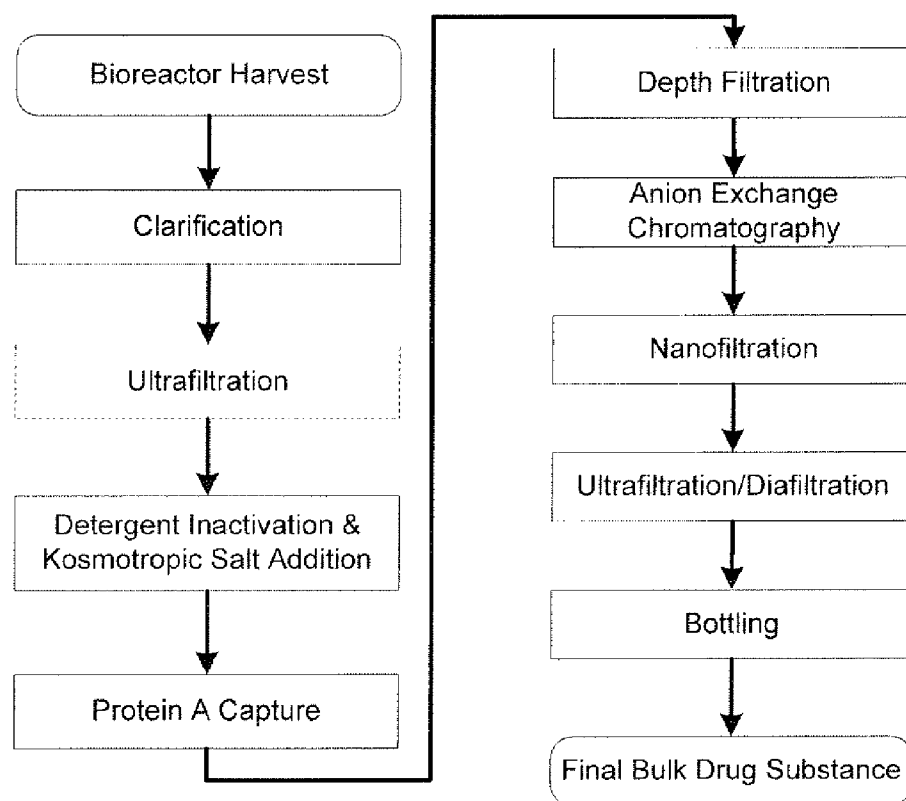 Bioreactor Harvest
Clarification
Ultrafiltration
Detergent Inactivation &
Kosmotropic Salt Addition
Protein A Capture
Depth Filtration
Anion Exchange
Chromatography
Nanofiltration
Ultrafiltration/Diafiltration
Bottling
Final Bulk Drug Substance